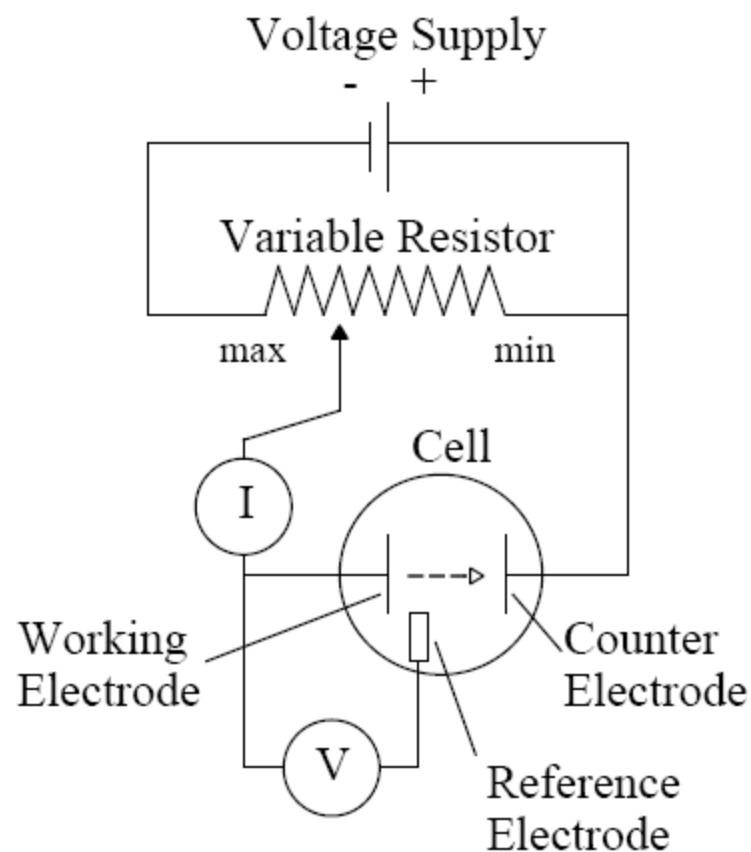 Voltage Supply
- +
Variable Resistor
max min
Cell
I
Working
Electrode
Counter
Electrode
V
Reference
Electrode